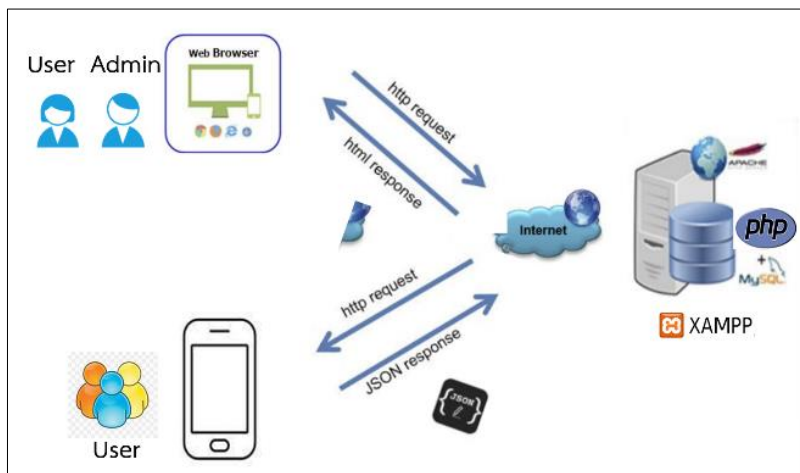 User Admin
Web Browser
http request
html response
Internet
APACHE
php
+
MySQL
XAMPP
http request
JSON response
{JSON}
User